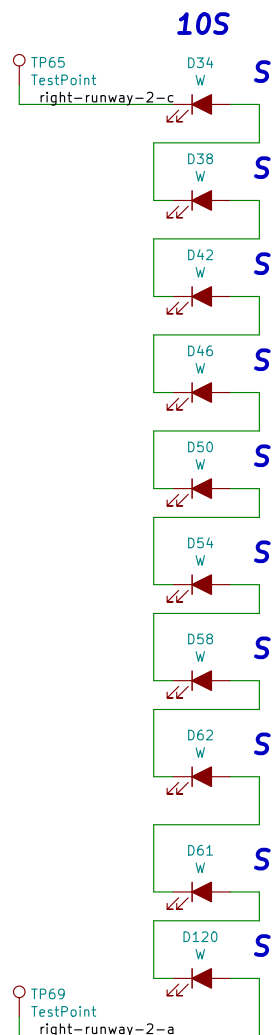 10S
TP65
TestPoint
right-runway-2-c
D34
W
S
D38
W
S
D42
W
S
D46
W
S
D50
W
S
D54
W
S
D58
W
S
D62
W
S
D61
W
S
D120
W
S
TP69
TestPoint
right-runway-2-a